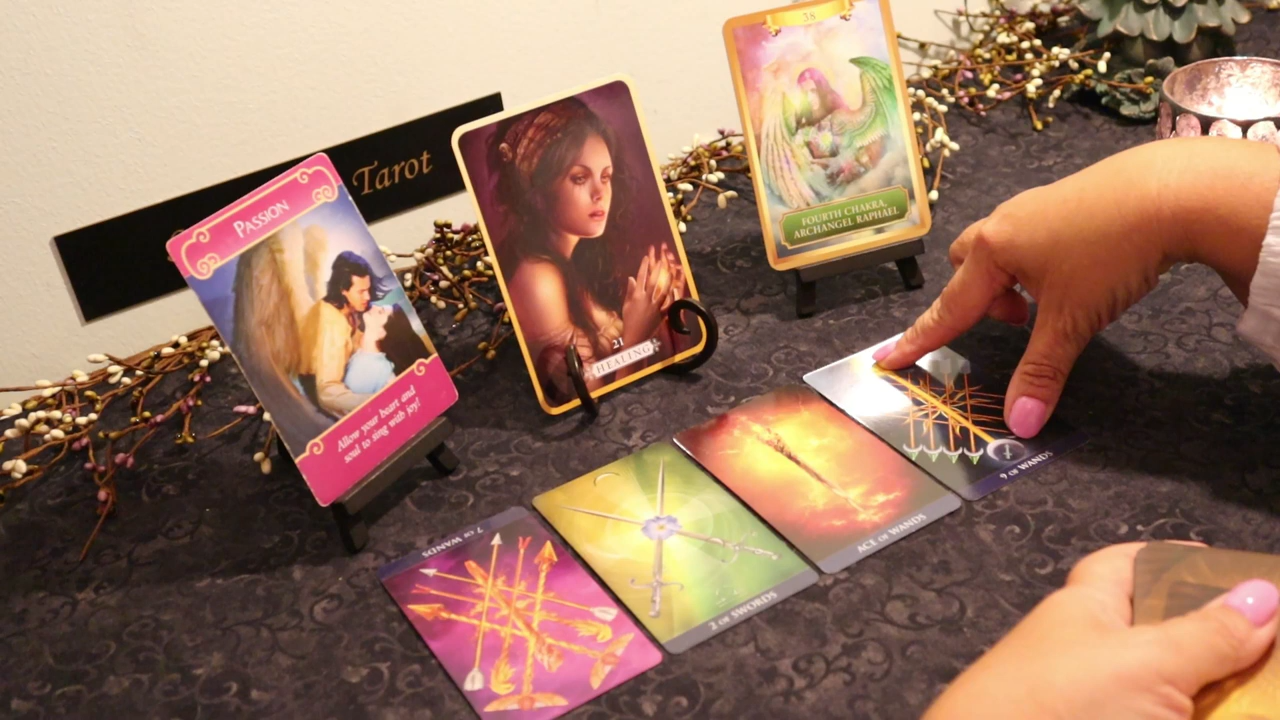 Tarot
PASSION
Allow your heart and
soul to sing with joy!
21
HEALING
38
FOURTH CHAKRA,
ARCHANGEL RAPHAEL
7 OF WANDS
2 OF SWORDS
ACE OF WANDS
9 OF WANDS